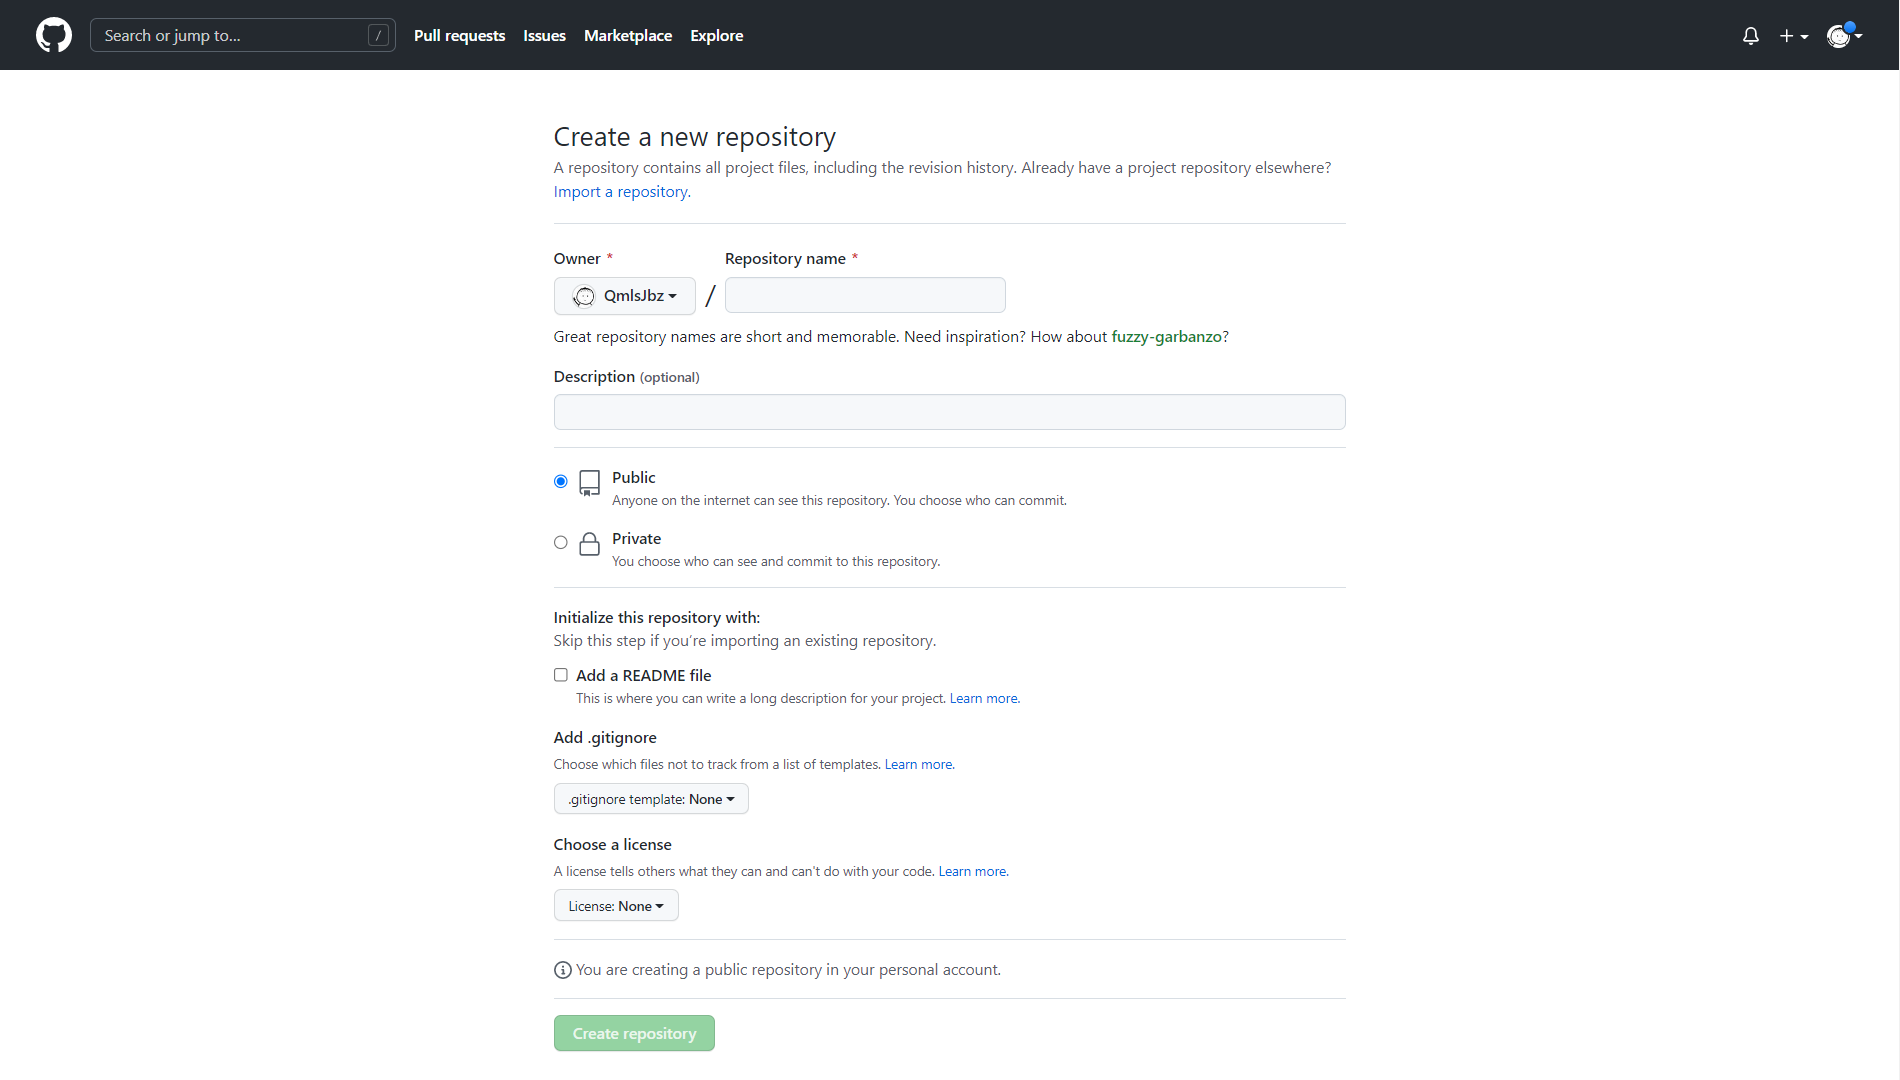 Search or jump to... /
Pull requests Issues Marketplace Explore
Create a new repository
A repository contains all project files, including the revision history. Already have a project repository elsewhere?
Import a repository.
Owner * Repository name *
QmlsJbz /
Great repository names are short and memorable. Need inspiration? How about fuzzy-garbanzo?
Description (optional)
Public
Anyone on the internet can see this repository. You choose who can commit.
Private
You choose who can see and commit to this repository.
Initialize this repository with:
Skip this step if you’re importing an existing repository.
Add a README file
This is where you can write a long description for your project. Learn more.
Add .gitignore
Choose which files not to track from a list of templates. Learn more.
.gitignore template: None
Choose a license
A license tells others what they can and can't do with your code. Learn more.
License: None
You are creating a public repository in your personal account.
Create repository